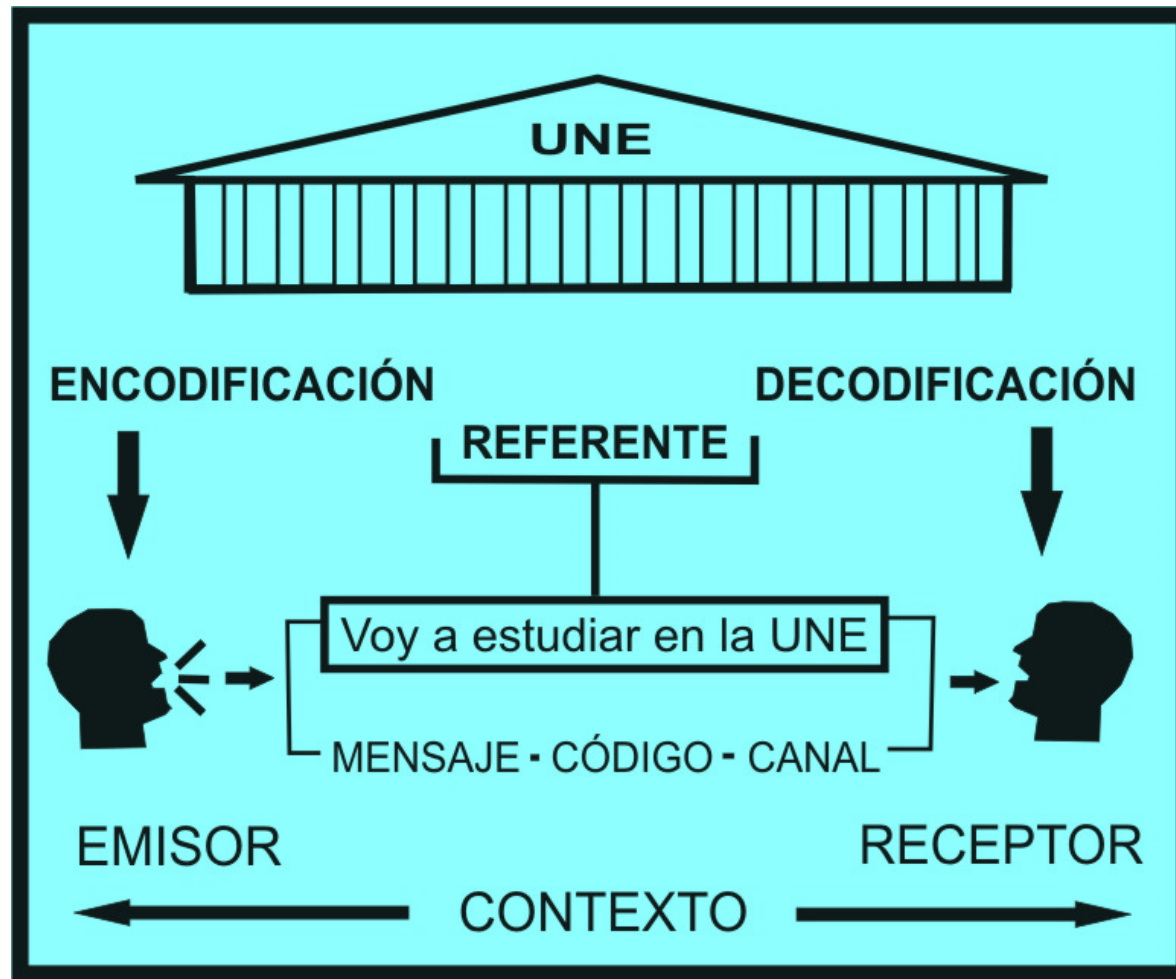 UNE
ENCODIFICACIÓN
DECODIFICACIÓN
REFERENTE
Voy a estudiar en la UNE
MENSAJE - CÓDIGO - CANAL
EMISOR
RECEPTOR
CONTEXTO